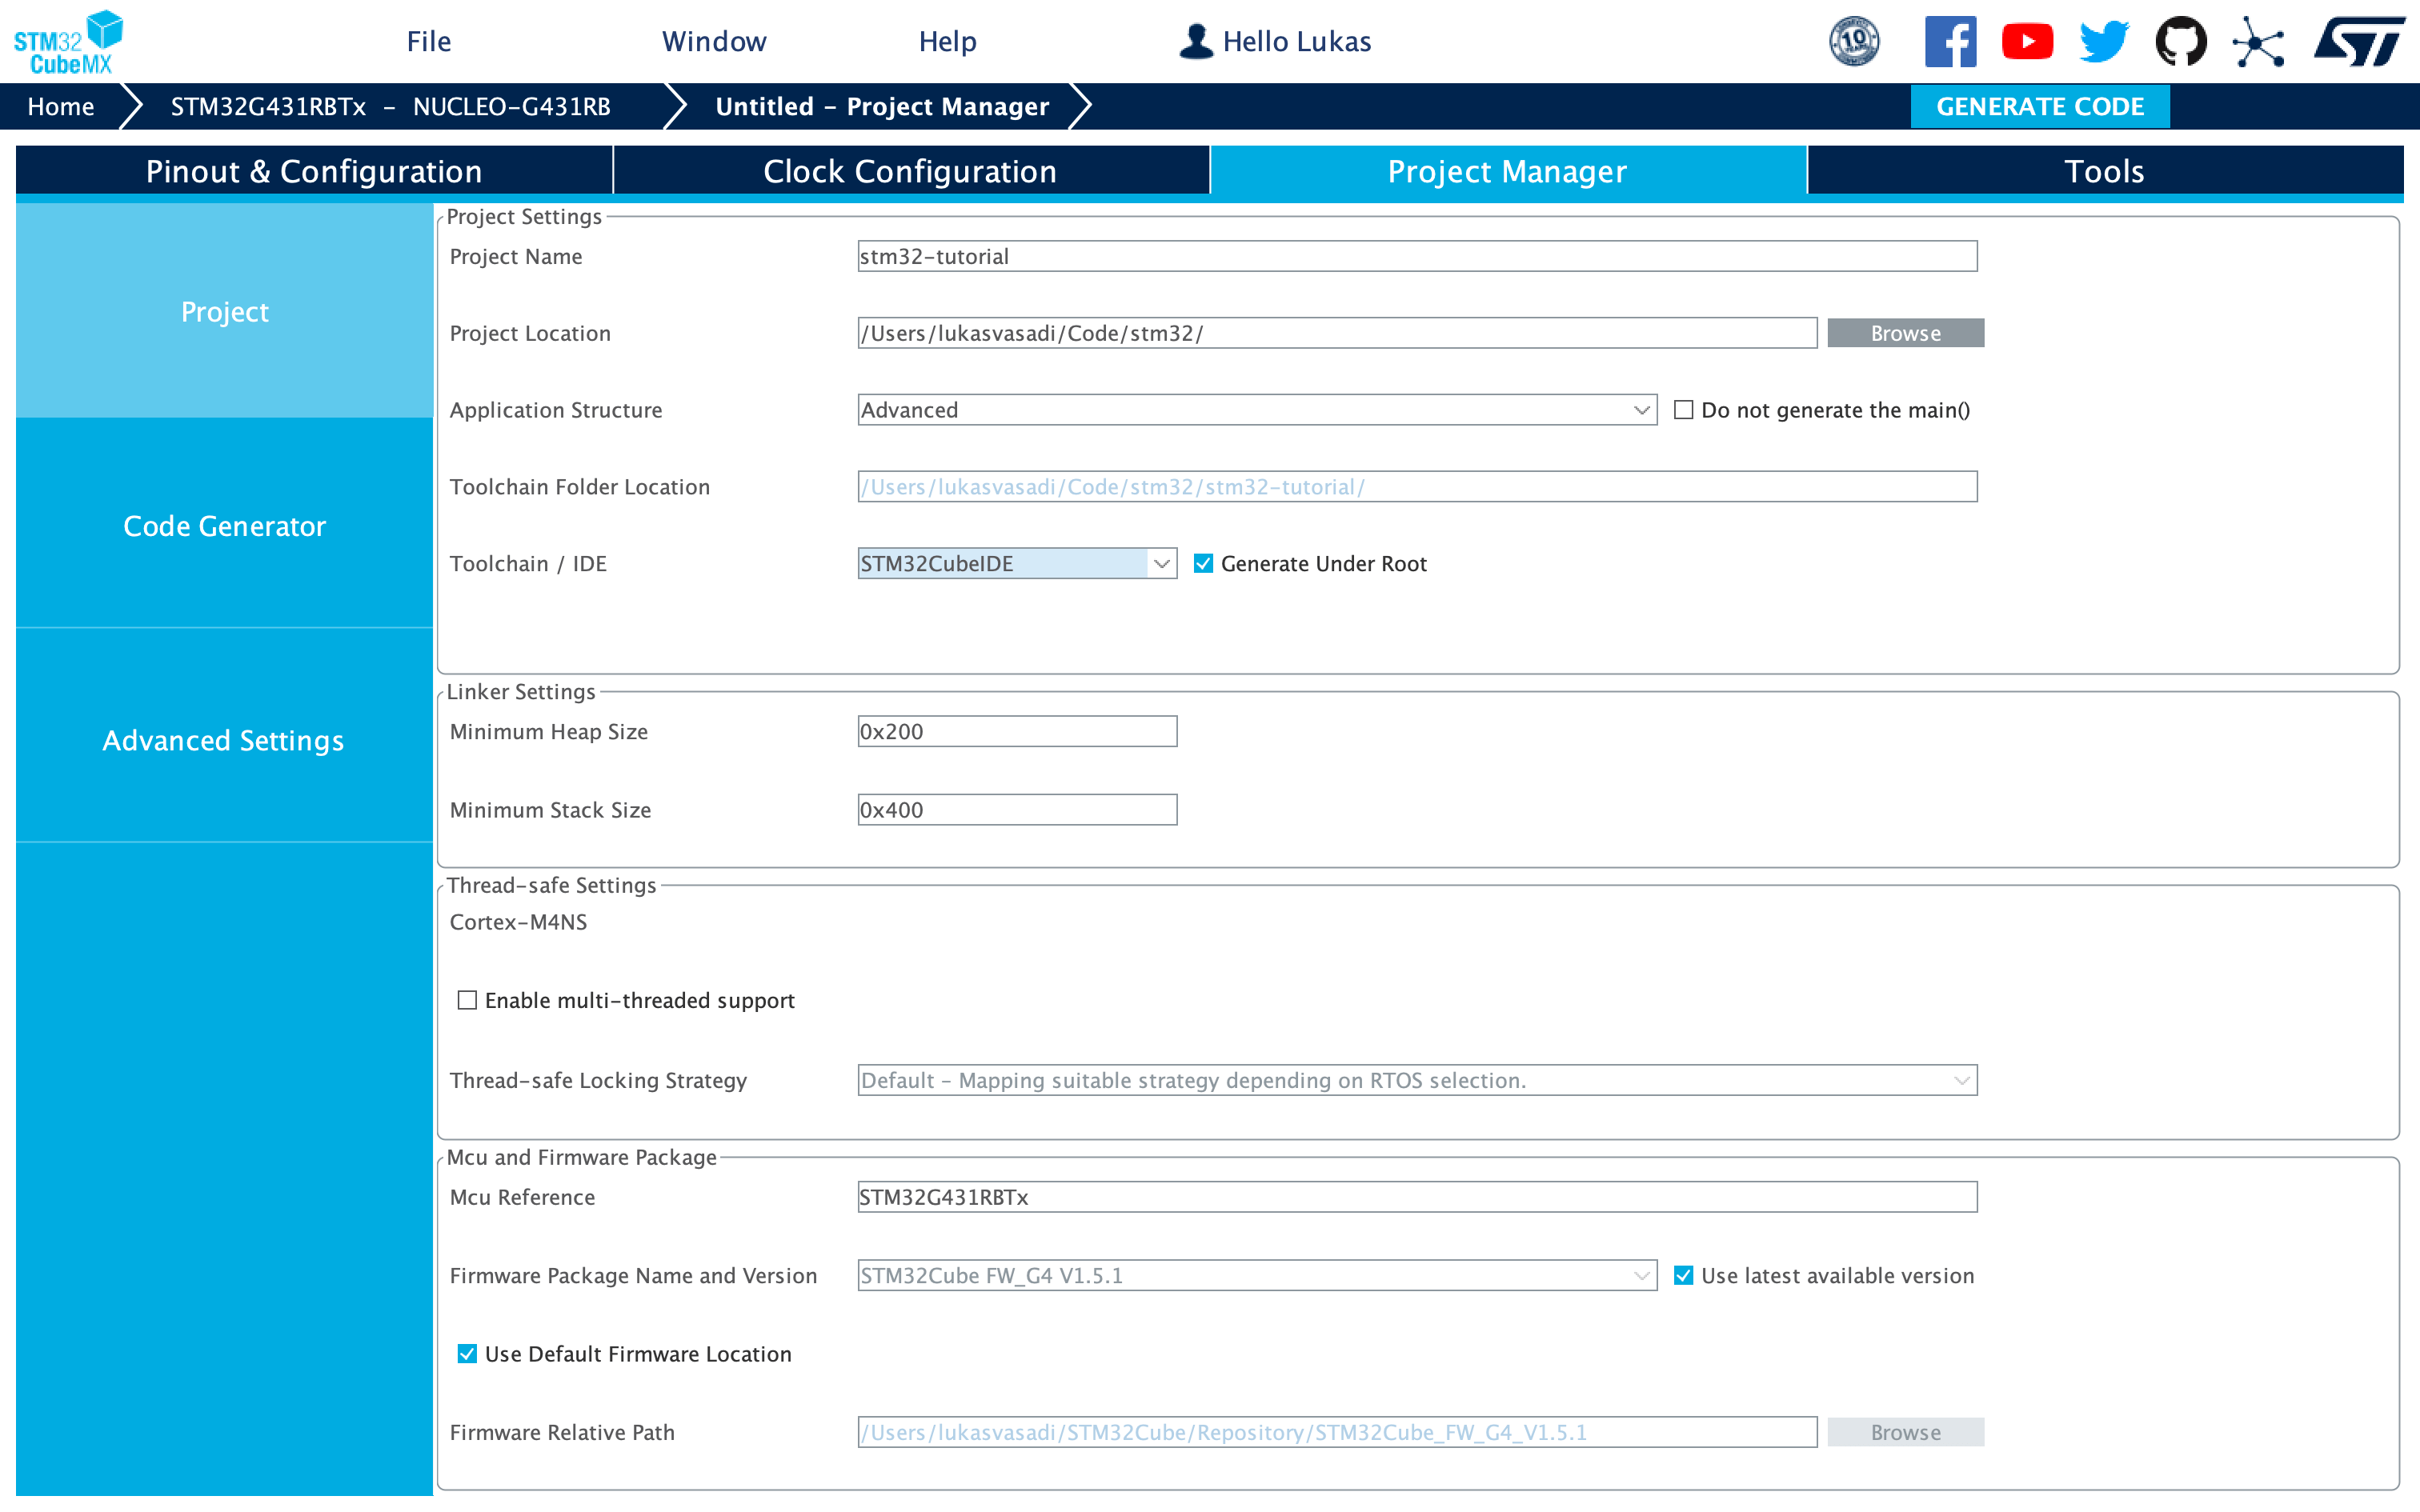 STM32
CubeMX
File
Window
Help
Hello Lukas
10
Home
STM32G431RBTx - NUCLEO-G431RB
Untitled - Project Manager
GENERATE CODE
Pinout & Configuration
Clock Configuration
Project Manager
Tools
Project
Code Generator
Advanced Settings
Project Settings
Project Name
stm32-tutorial
Project Location
/Users/lukasvasadi/Code/stm32/
Browse
Application Structure
Advanced
Do not generate the main()
Toolchain Folder Location
/Users/lukasvasadi/Code/stm32/stm32-tutorial/
Toolchain / IDE
STM32CubeIDE
Generate Under Root
Linker Settings
Minimum Heap Size
0x200
Minimum Stack Size
0x400
Thread-safe Settings
Cortex-M4NS
Enable multi-threaded support
Thread-safe Locking Strategy
Default - Mapping suitable strategy depending on RTOS selection.
Mcu and Firmware Package
Mcu Reference
STM32G431RBTx
Firmware Package Name and Version
STM32Cube FW_G4 V1.5.1
Use latest available version
Use Default Firmware Location
Firmware Relative Path
/Users/lukasvasadi/STM32Cube/Repository/STM32Cube_FW_G4_V1.5.1
Browse